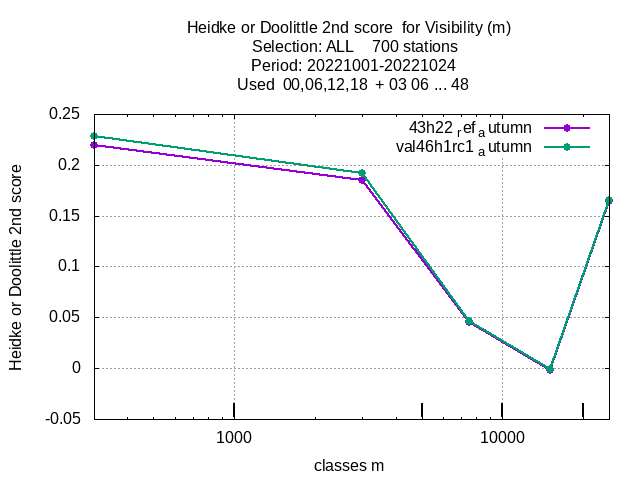 Heidke or Doolittle 2nd score for Visibility (m)
Selection: ALL 700 stations
Period: 20221001-20221024
Used 00,06,12,18 + 03 06 ... 48
43h22 ref autumn
val46h1rc1 autumn
0.25
0.2
0.15
0.1
0.05
0
-0.05
Heidke or Doolittle 2nd score
1000
10000
classes m